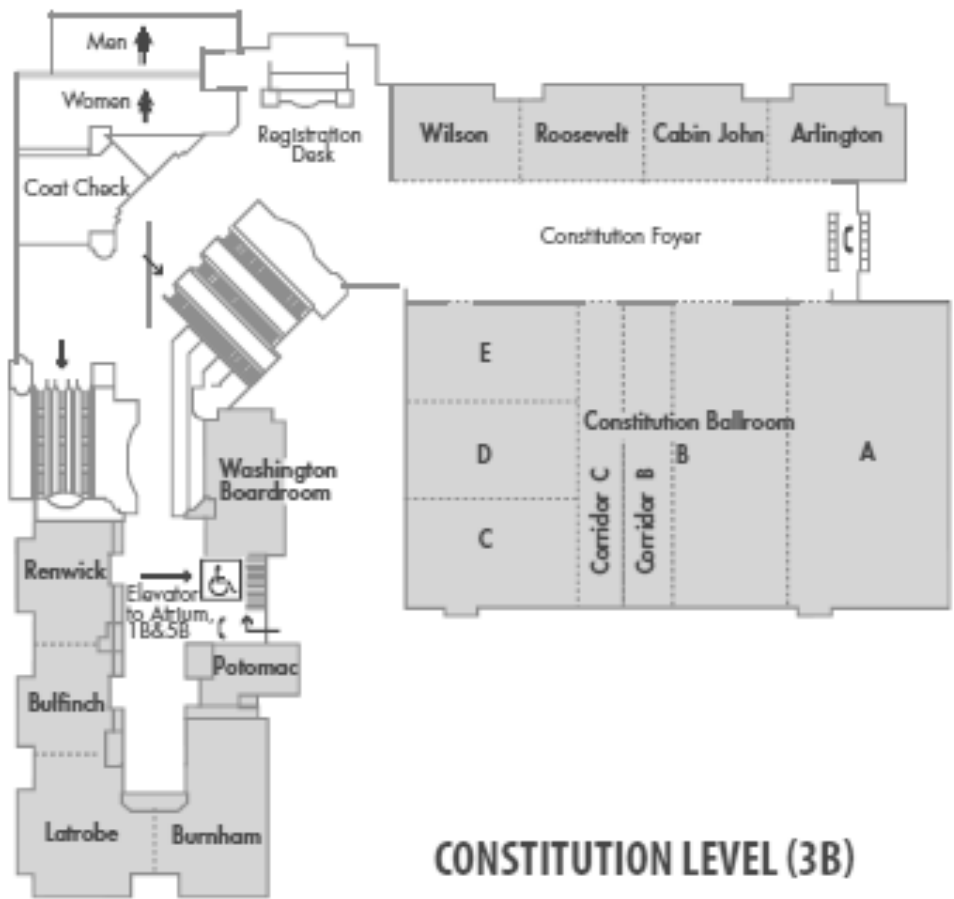 Men
Women
Registration
Desk
Coat Check
Wilson
Roosevelt
Cabin John
Arlington
Constitution Foyer
E
D
C
Constitution Ballroom
Corridor C
Corridor B
B
A
Washington
Boardroom
Renwick
Elevator
to Atrium,
1B&5B
Potomac
Bulfinch
Latrobe
Burnham
CONSTITUTION LEVEL (3B)